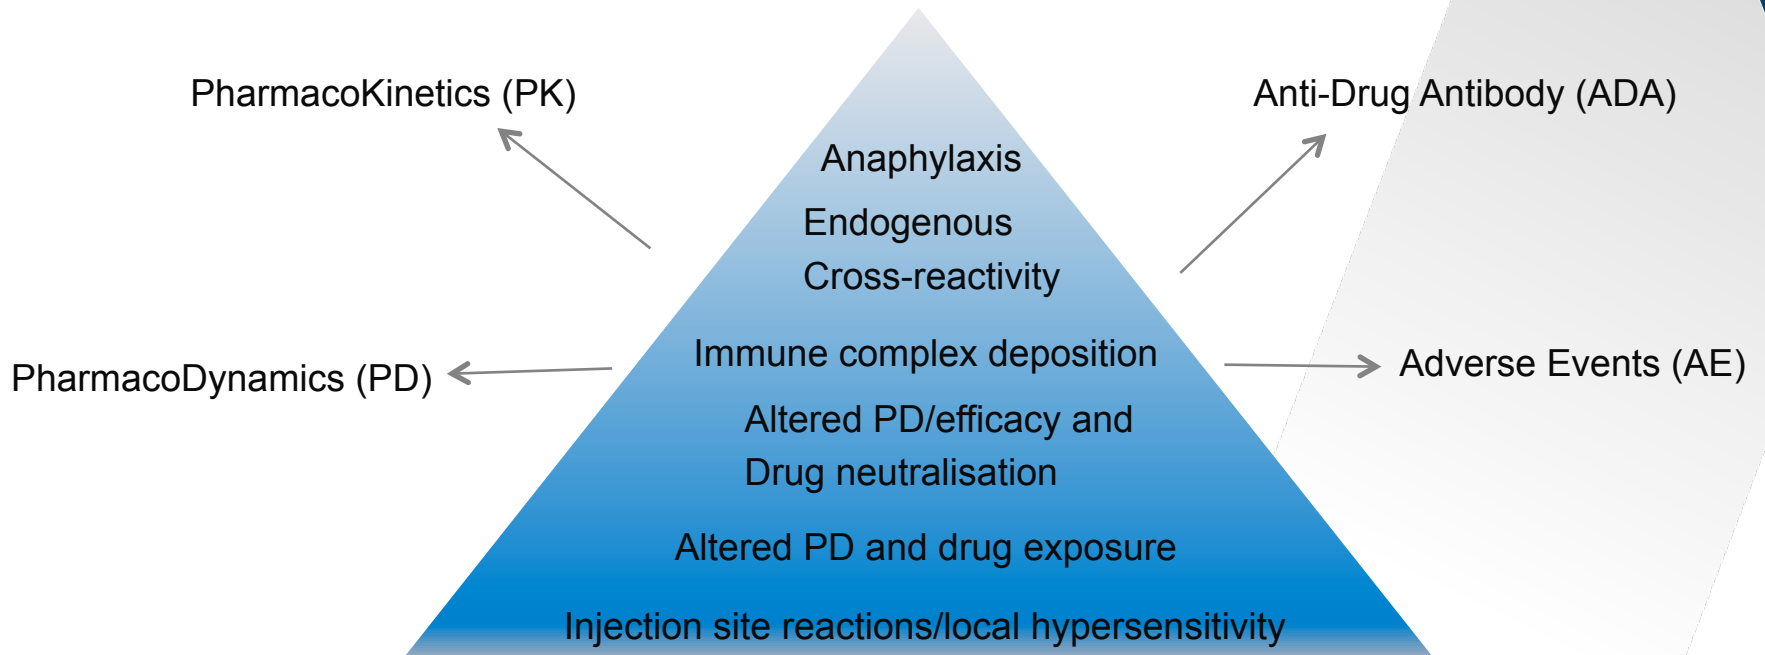 PharmacoKinetics (PK)
Anti-Drug Antibody (ADA)
Anaphylaxis
Endogenous
Cross-reactivity
Immune complex deposition
PharmacoDynamics (PD)
Adverse Events (AE)
Altered PD/efficacy and
Drug neutralisation
Altered PD and drug exposure
Injection site reactions/local hypersensitivity